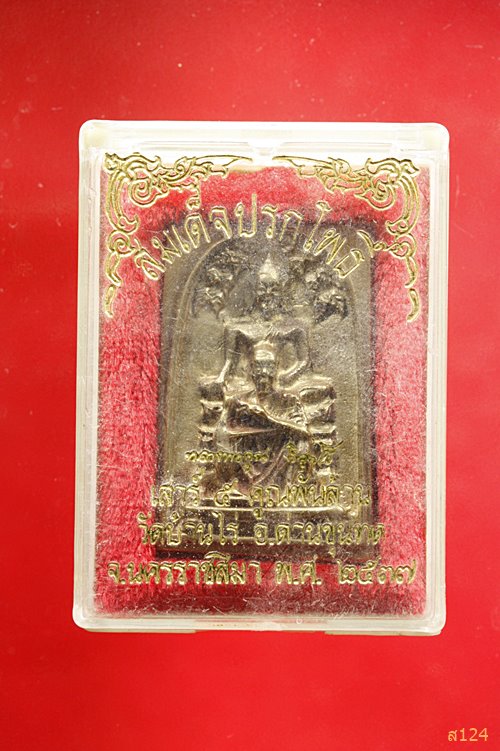 สมเด็จปรกโพธิ์
หลวงพ่อคูณ ปริสุทฺโธ
เสาร์ ๕ คูณพันล้าน
วัดบ้านไร่ อ.ด่านขุนทด
จ.นครราชสีมา พ.ศ. ๒๕๓๗
ส124